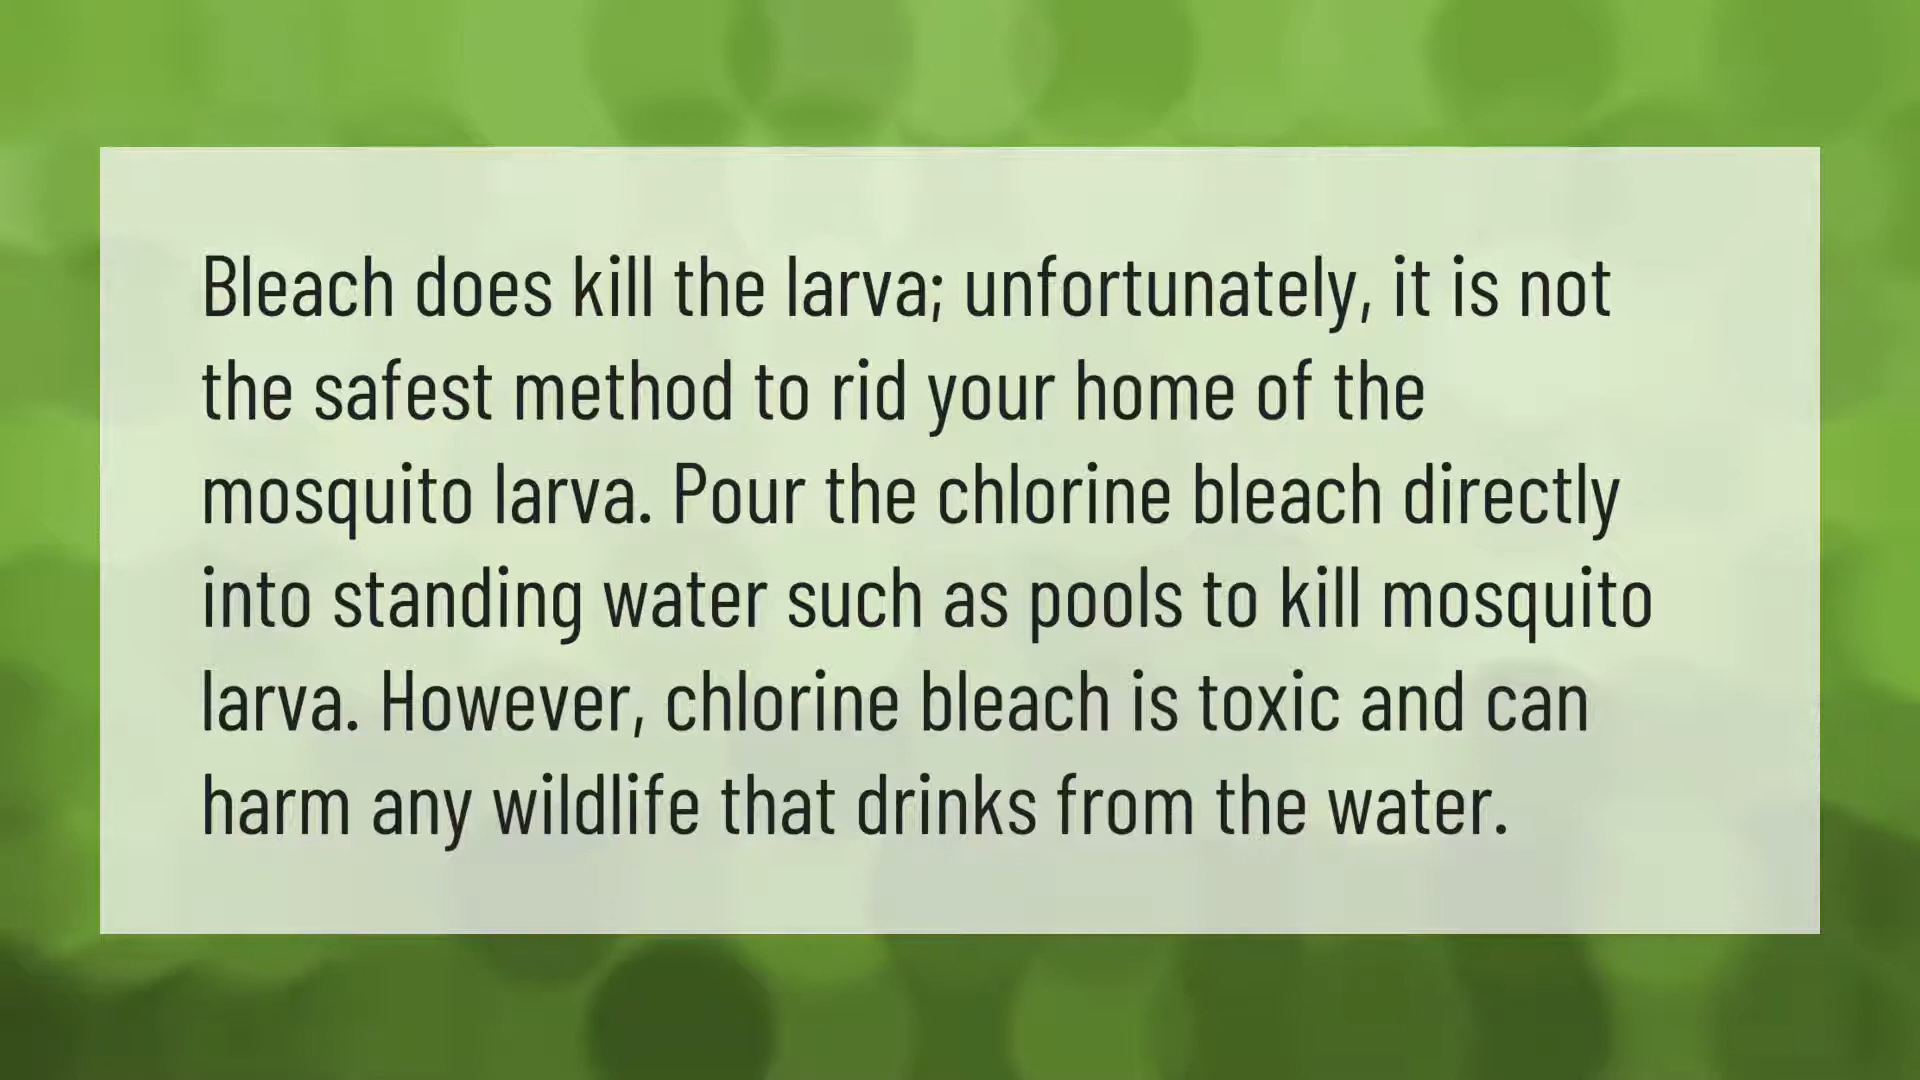 Bleach does kill the larva; unfortunately, it is not
the safest method to rid your home of the
mosquito larva. Pour the chlorine bleach directly
into standing water such as pools to kill mosquito
larva. However, chlorine bleach is toxic and can
harm any wildlife that drinks from the water.